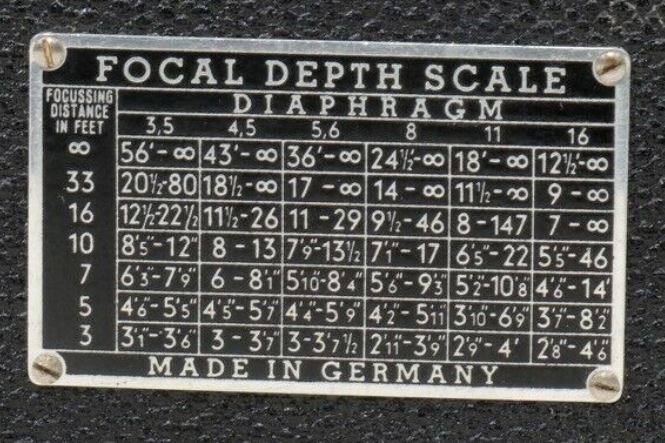 FOCAL DEPTH SCALE
FOCUSSING DISTANCE IN FEET
DIAPHRAGM
3,5 4,5 5,6 8 11 16
∞ 56'-∞ 43'-∞ 36'-∞ 24½'-∞ 18'-∞ 12½'-∞
33 20½-80 18½-∞ 17 -∞ 14 -∞ 11½-∞ 9 -∞
16 12½-22½ 11½-26 11 -29 9½-46 8-147 7-∞
10 8'5"-12" 8 - 13 7'9"-13½ 7'1"-17 6'5"-22 5'5"-46
7 6'3"-7'9" 6 - 8'1" 5'10-8'4" 5'6"-9'3" 5'2"-10'8" 4'6"-14'
5 4'6"-5'5" 4'5"-5'7" 4'4"-5'9" 4'2"-5'11 3'10-6'9" 3'7"-8'2"
3 3'1"-3'6" 3 - 3'7" 3-3'7½ 2'11"-3'9" 2'9"-4' 2'8"-4'6"
MADE IN GERMANY